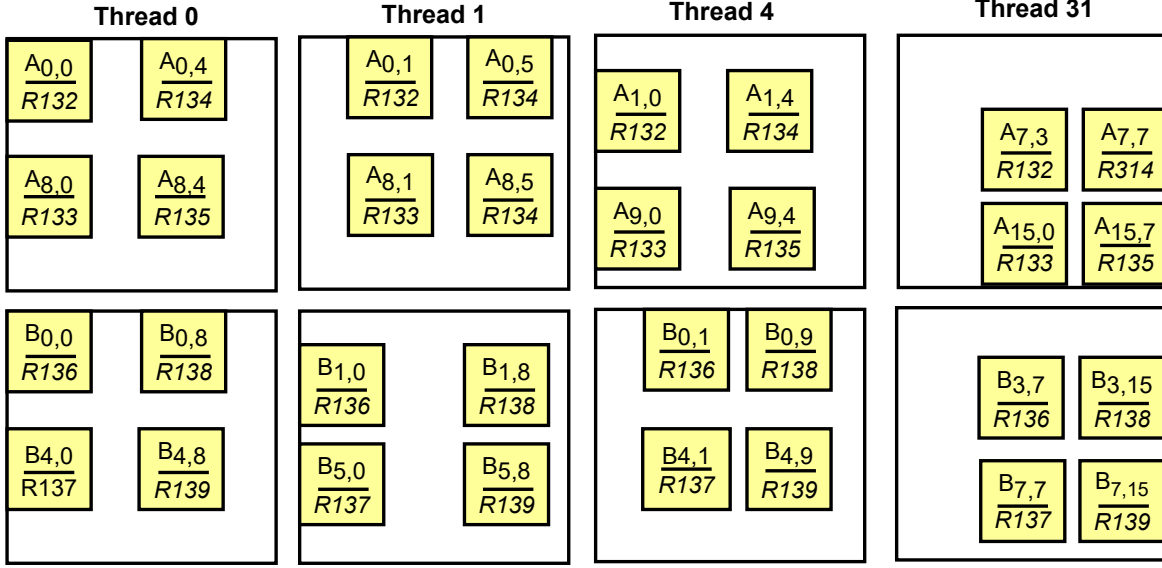 Thread 0 Thread 1 Thread 4 Thread 31
A0,0 A0,4 A0,1 A0,5 A1,0 A1,4 A7,3 A7,7
R132 R134 R132 R134 R132 R134 R132 R314
A8,0 A8,4 A8,1 A8,5 A9,0 A9,4 A15,0 A15,7
R133 R135 R133 R134 R133 R135 R133 R135
B0,0 B0,8 B1,0 B1,8 B0,1 B0,9 B3,7 B3,15
R136 R138 R136 R138 R136 R138 R136 R138
B4,0 B4,8 B5,0 B5,8 B4,1 B4,9 B7,7 B7,15
R137 R139 R137 R139 R137 R139 R137 R139